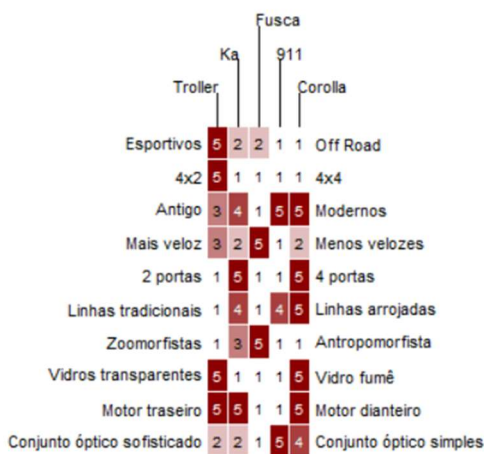 Fusca
Ka 911
Troller Corolla
Esportivos 5 2 2 1 1 Off Road
4x2 5 1 1 1 1 4x4
Antigo 3 4 1 5 5 Modernos
Mais veloz 3 2 5 1 2 Menos velozes
2 portas 1 5 1 1 5 4 portas
Linhas tradicionais 1 4 1 4 5 Linhas arrojadas
Zoomorfistas 1 3 5 1 1 Antropomorfista
Vidros transparentes 5 1 1 1 5 Vidro fumê
Motor traseiro 5 5 1 1 5 Motor dianteiro
Conjunto óptico sofisticado 2 2 1 5 4 Conjunto óptico simples